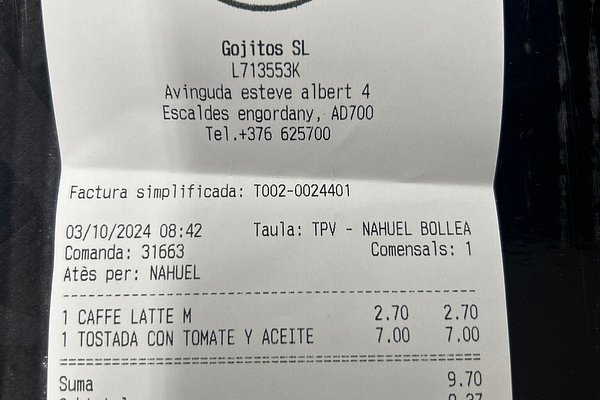 Gojitos SL
L713553K
Avinguda esteve albert 4
Escaldes engordany, AD700
Tel.+376 625700
Factura simplificada: T002-0024401
03/10/2024 08:42 Taula: TPV - NAHUEL BOLLEA
Comanda: 31663 Comensals: 1
Atès per: NAHUEL
1 CAFFE LATTE M 2.70 2.70
1 TOSTADA CON TOMATE Y ACEITE 7.00 7.00
Suma 9.70